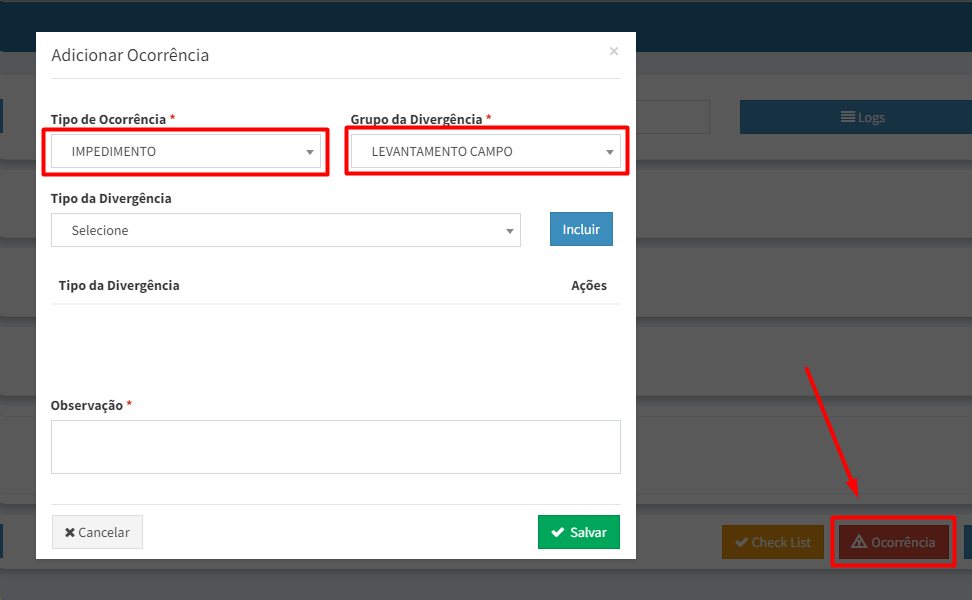 Adicionar Ocorrência ×
Tipo de Ocorrência * Grupo da Divergência *
IMPEDIMENTO LEVANTAMENTO CAMPO
Logs
Tipo da Divergência
Selecione Incluir
Tipo da Divergência Ações
Observação *
Cancelar Salvar
Check List Ocorrência